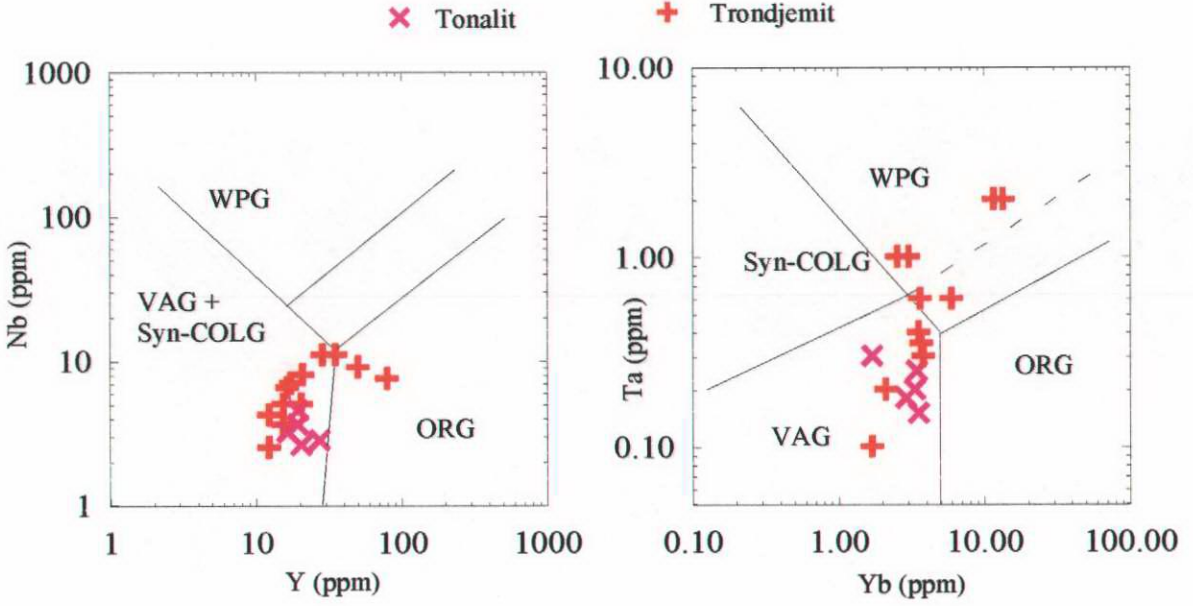 Tonalit
Trondjemit
1000
100
10
1
Nb (ppm)
WPG
VAG +
Syn-COLG
ORG
1
10
100
1000
Y (ppm)
10.00
1.00
0.10
Ta (ppm)
WPG
Syn-COLG
ORG
VAG
0.10
1.00
10.00
100.00
Yb (ppm)